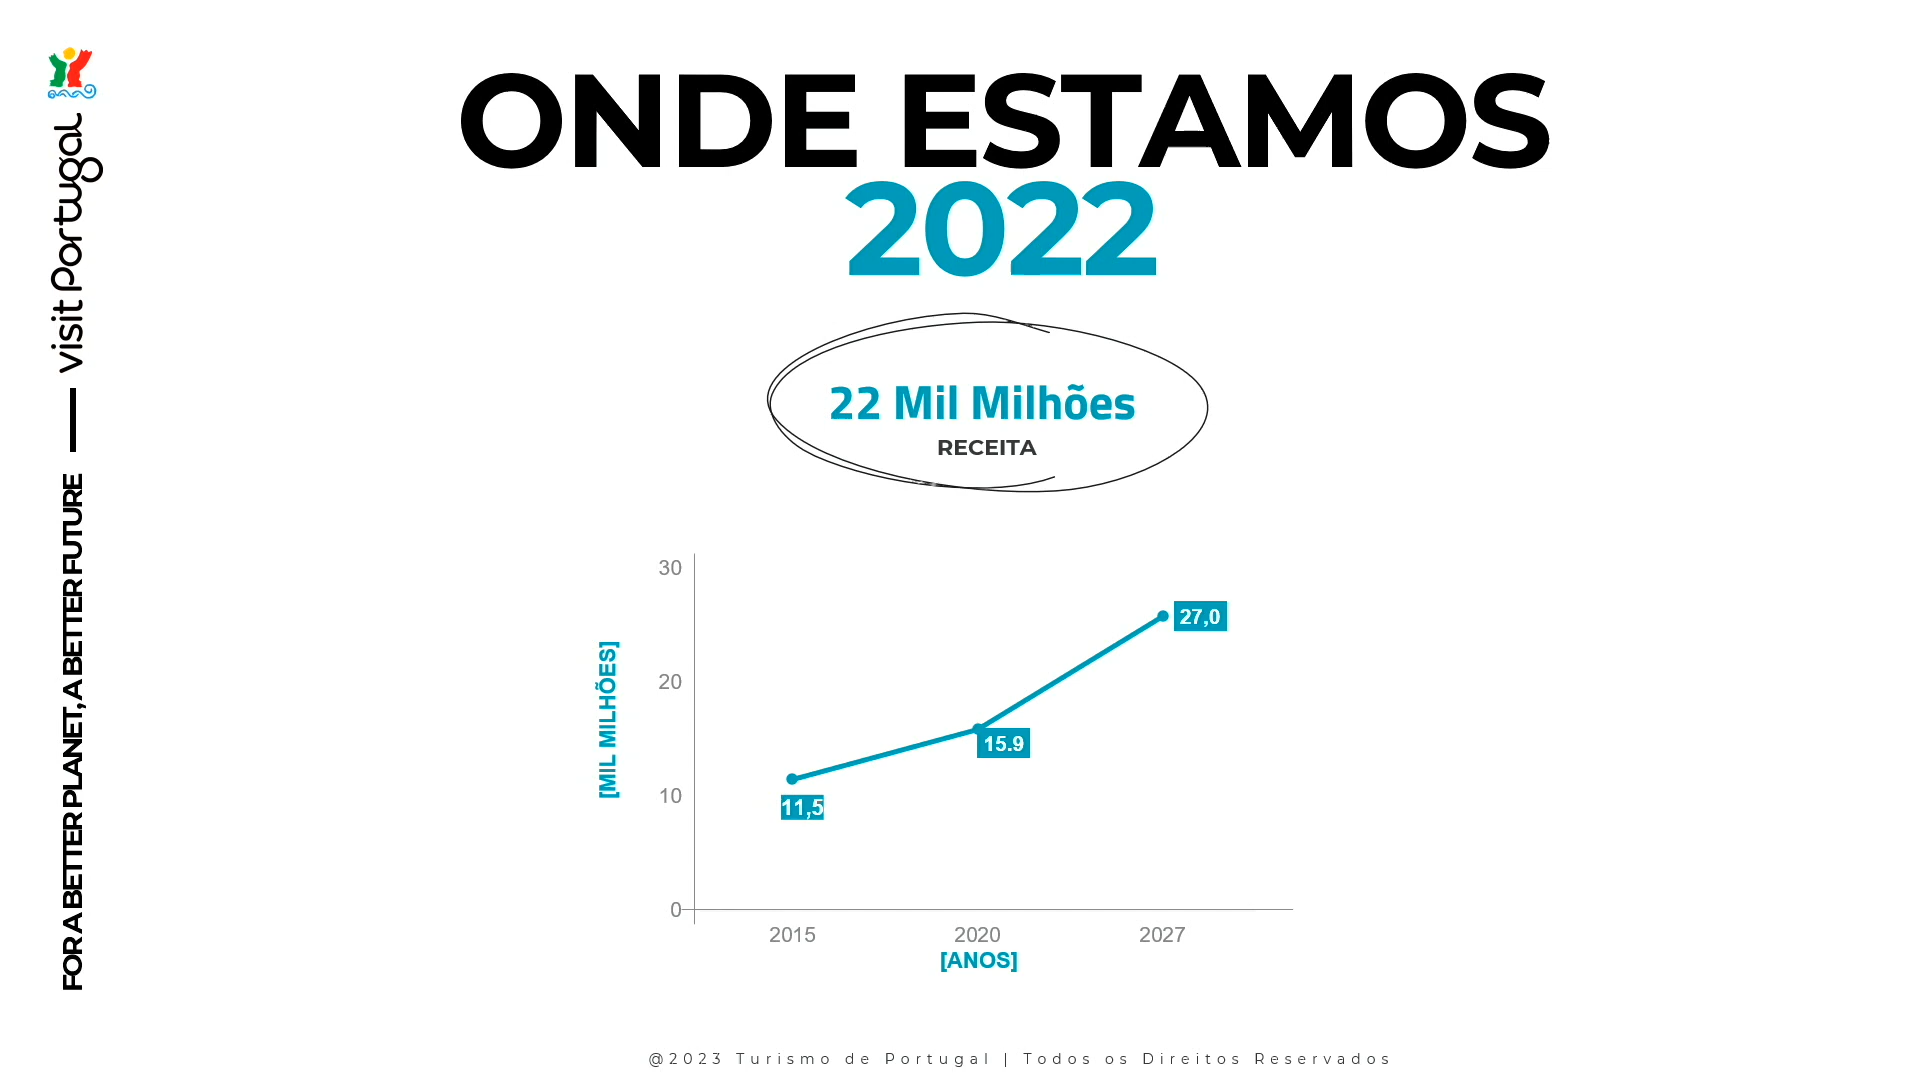 ONDE ESTAMOS
2022
22 Mil Milhões
RECEITA
visit Portugal
FOR A BETTER PLANET, A BETTER FUTURE
[MIL MILHÕES]
30
20
10
0
27,0
15.9
11,5
2015 2020 2027
[ANOS]
@2023 Turismo de Portugal | Todos os Direitos Reservados